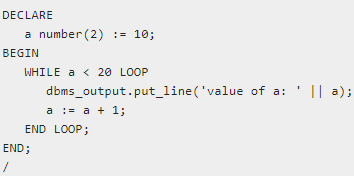 DECLARE
   a number(2) := 10;
BEGIN
   WHILE a < 20 LOOP
      dbms_output.put_line('value of a: ' || a);
      a := a + 1;
   END LOOP;
END;
/